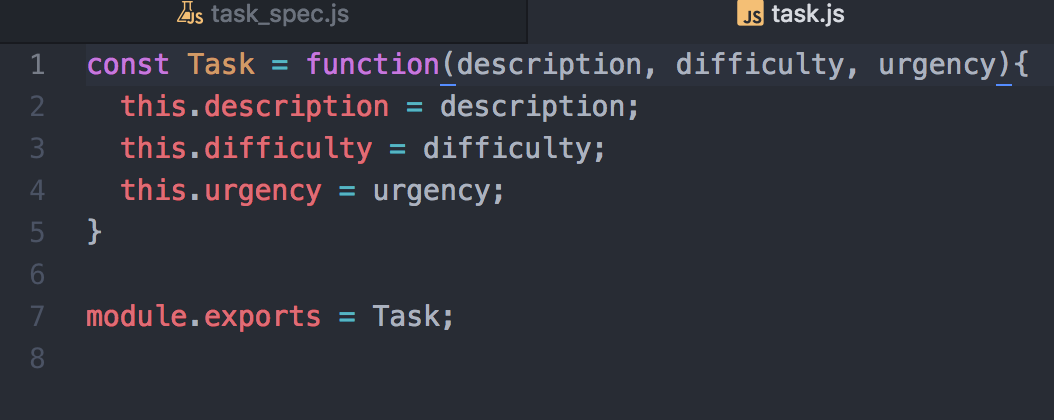 JS task_spec.js
JS task.js
1 const Task = function(description, difficulty, urgency){
2   this.description = description;
3   this.difficulty = difficulty;
4   this.urgency = urgency;
5 }
6
7 module.exports = Task;
8